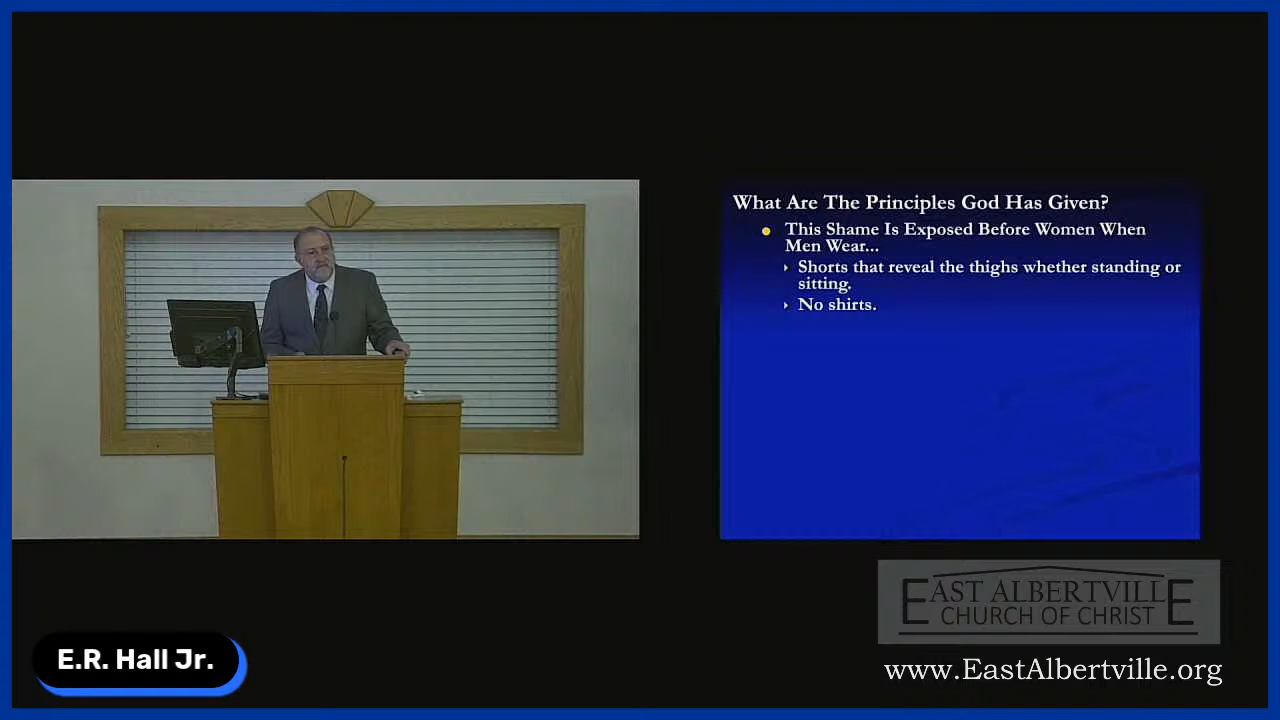 What Are The Principles God Has Given?
This Shame Is Exposed Before Women When
Men Wear...
Shorts that reveal the thighs whether standing or
sitting.
No shirts.
EAST ALBERTVILLE
CHURCH OF CHRIST
E.R. Hall Jr.
www.EastAlbertville.org